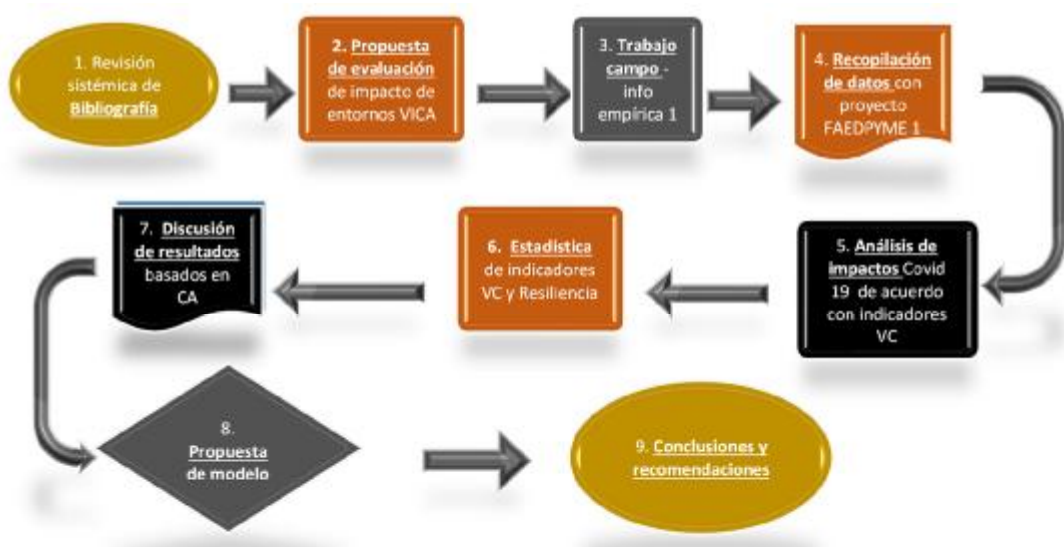 1. Revisión
sistémica de
Bibliografía
2. Propuesta
de evaluación
de impacto de
entornos VICA
3. Trabajo
campo -
info
empírica 1
4. Recopilación
de datos con
proyecto
FAEDPYME 1
5. Análisis de
impactos Covid
19 de acuerdo
con indicadores
VC
6. Estadística
de indicadores
VC y Resiliencia
7. Discusión
de resultados
basados en
CA
8.
Propuesta
de modelo
9. Conclusiones y
recomendaciones